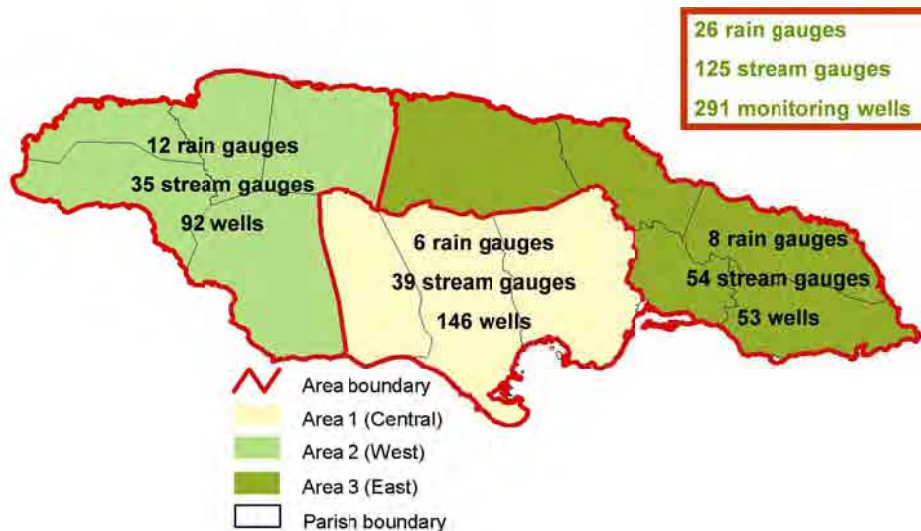 26 rain gauges
125 stream gauges
291 monitoring wells
12 rain gauges
35 stream gauges
92 wells
6 rain gauges
39 stream gauges
146 wells
8 rain gauges
54 stream gauges
53 wells
Area boundary
Area 1 (Central)
Area 2 (West)
Area 3 (East)
Parish boundary